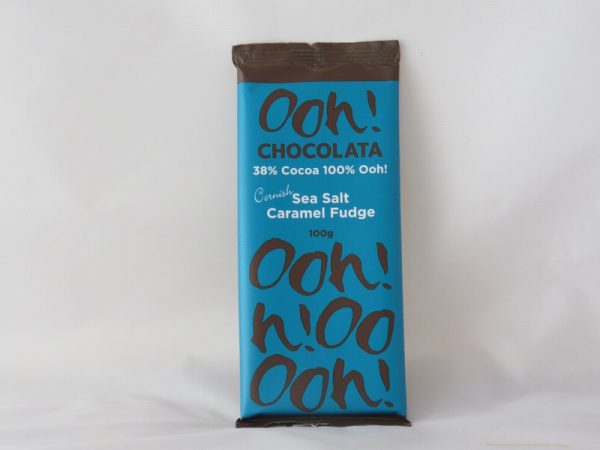 Ooh!
CHOCOLATA
38% Cocoa 100% Ooh!
Cornish Sea Salt
Caramel Fudge
100g
Ooh!
h!Oo
Ooh!